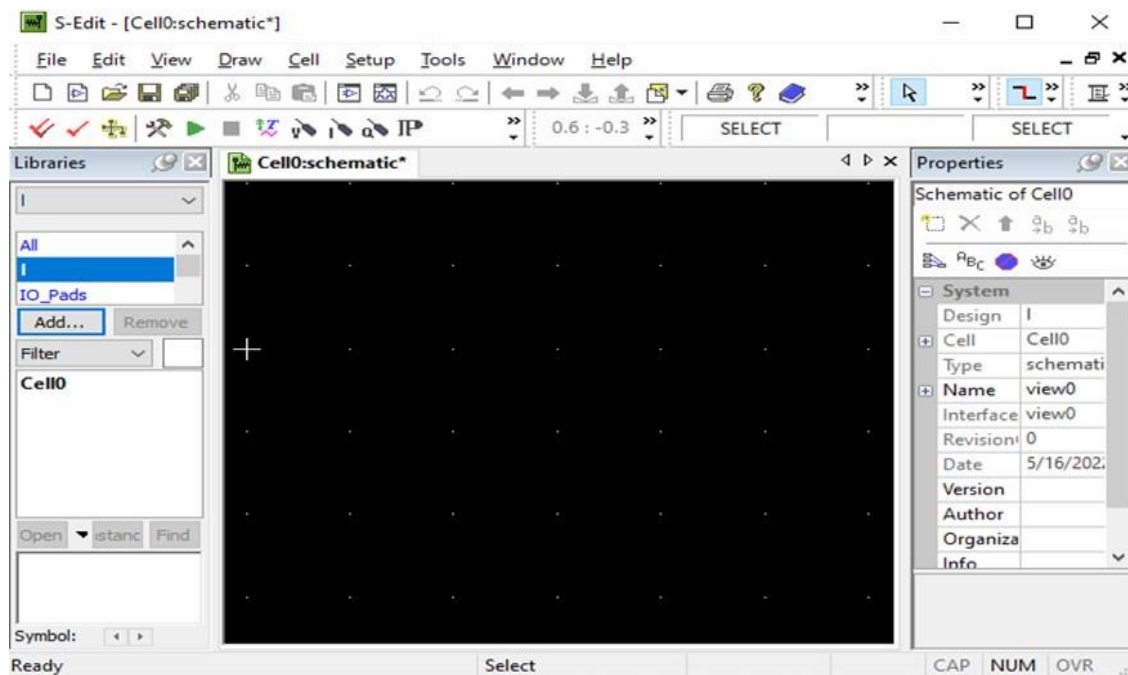 S-Edit - [Cell0:schematic*]
File Edit View Draw Cell Setup Tools Window Help
0.6 : -0.3 SELECT SELECT
Libraries
Cell0:schematic*
Properties
I
Schematic of Cell0
All
I
IO_Pads
Add... Remove
Filter
Cell0
System
Design I
Cell Cell0
Type schemati
Name view0
Interface view0
Revision 0
Date 5/16/202
Version
Author
Organiza
Info
Open istanc Find
Symbol:
Ready Select CAP NUM OVR